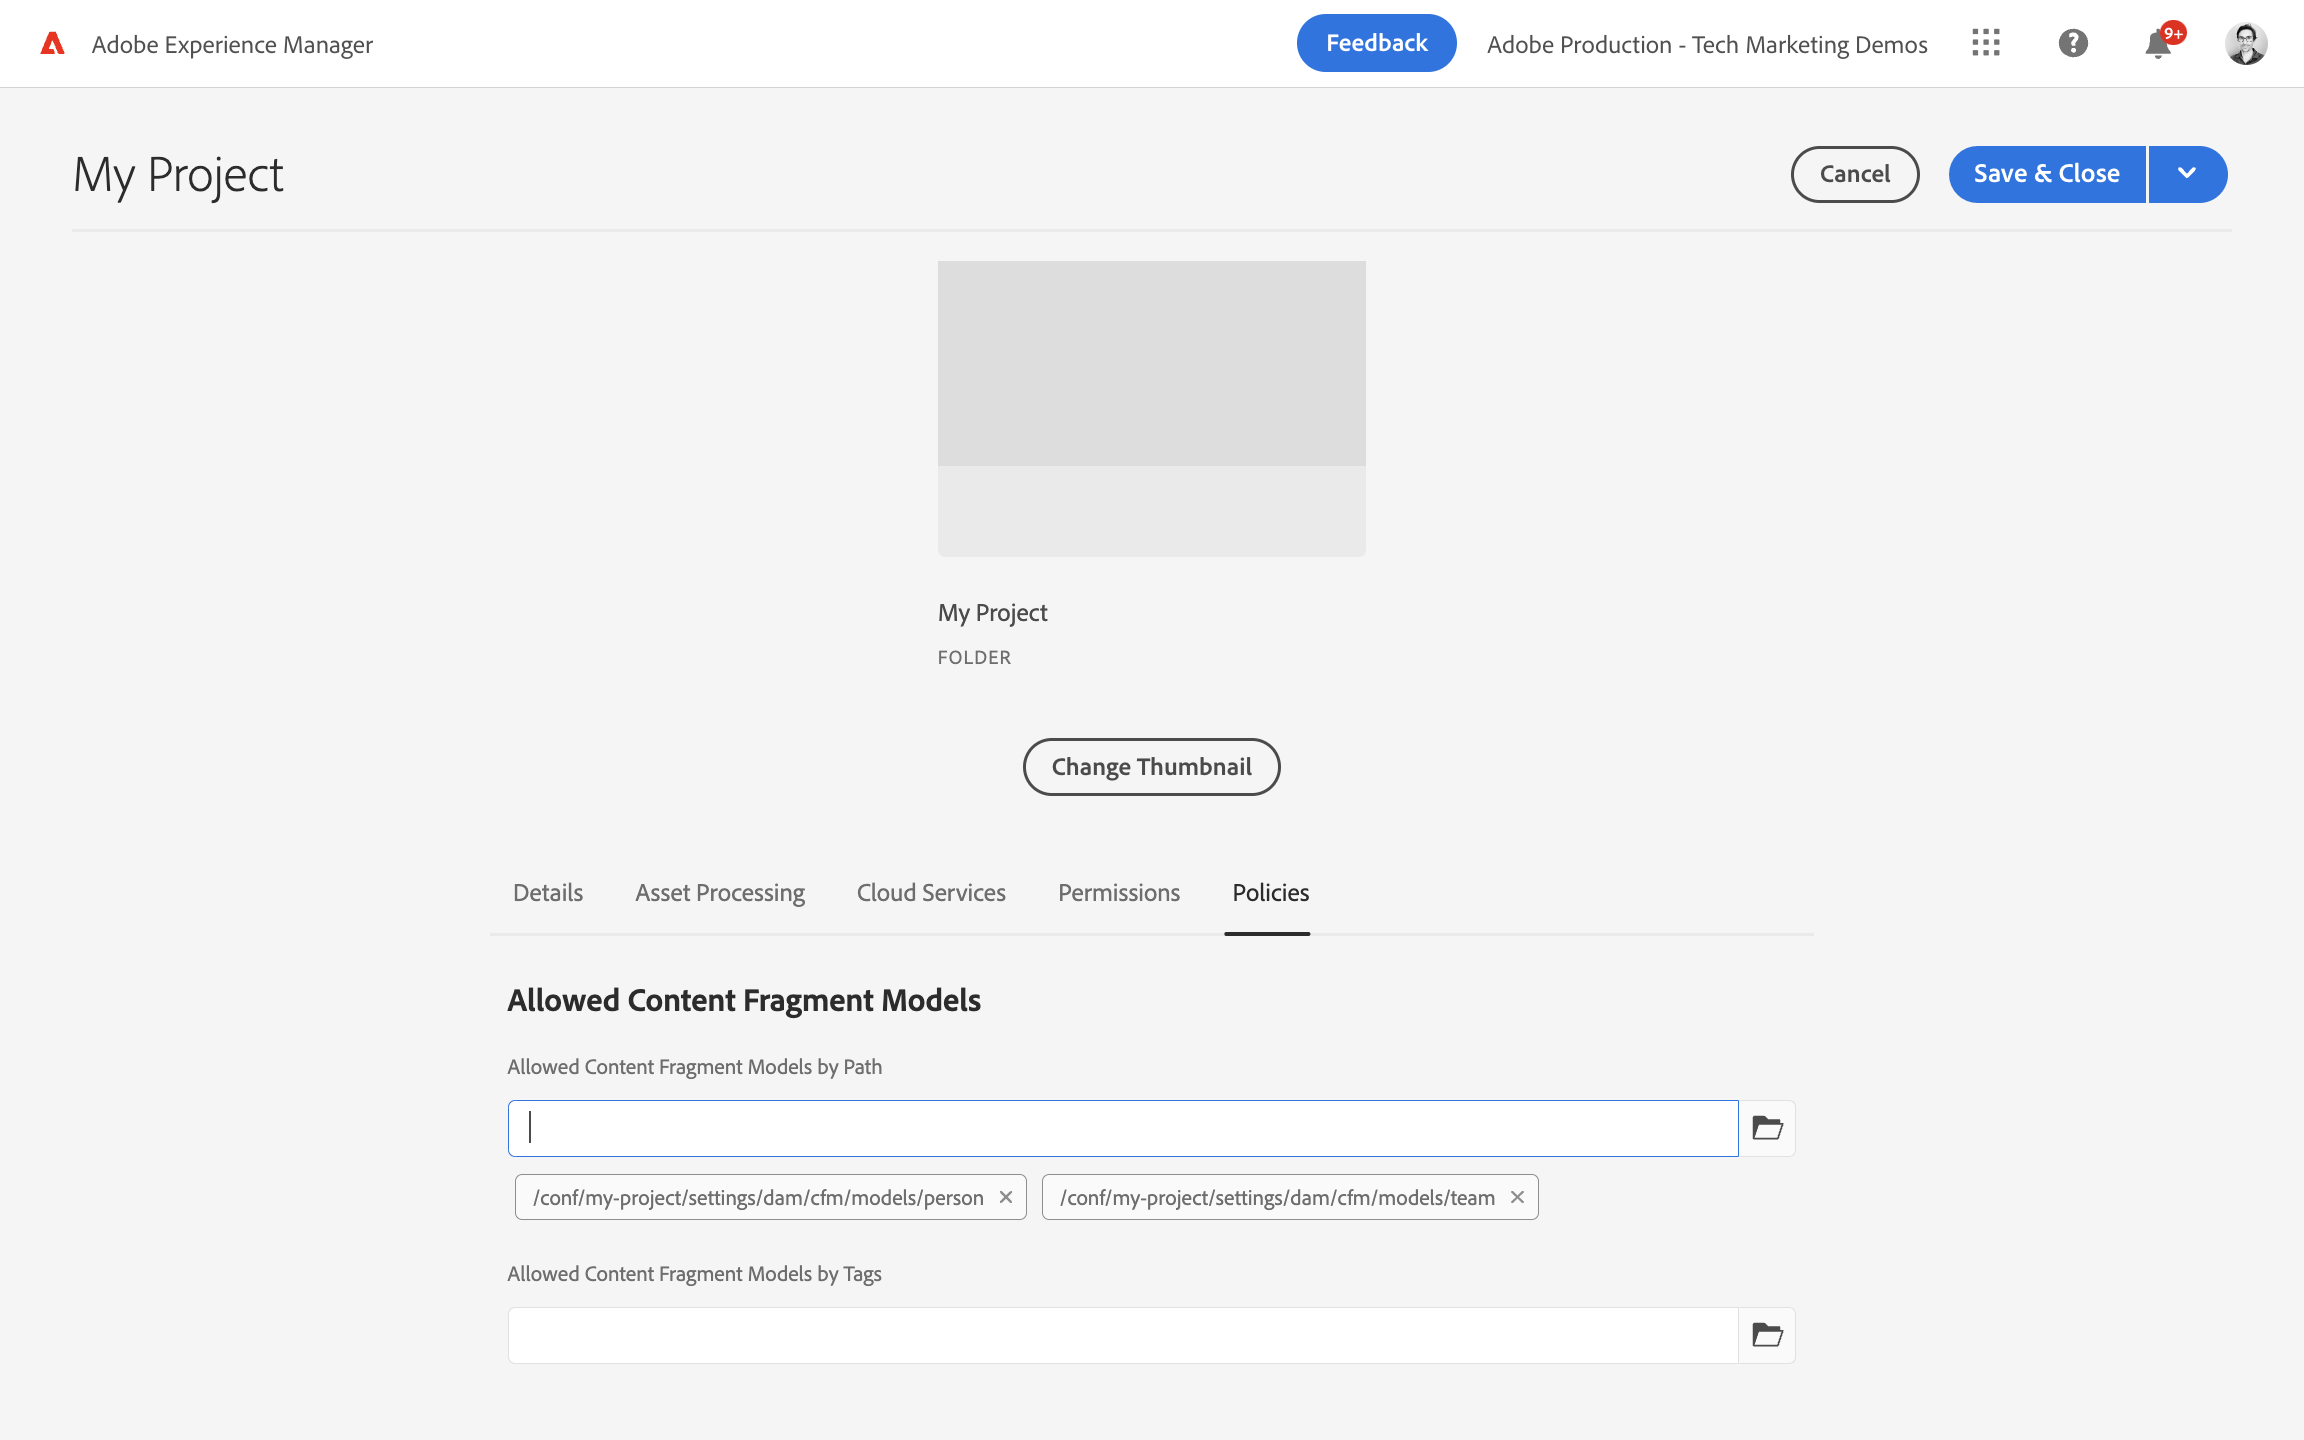 Adobe Experience Manager
Feedback
Adobe Production - Tech Marketing Demos
9+
My Project
Cancel
Save & Close
My Project
FOLDER
Change Thumbnail
Details
Asset Processing
Cloud Services
Permissions
Policies
Allowed Content Fragment Models
Allowed Content Fragment Models by Path
/conf/my-project/settings/dam/cfm/models/person
/conf/my-project/settings/dam/cfm/models/team
Allowed Content Fragment Models by Tags